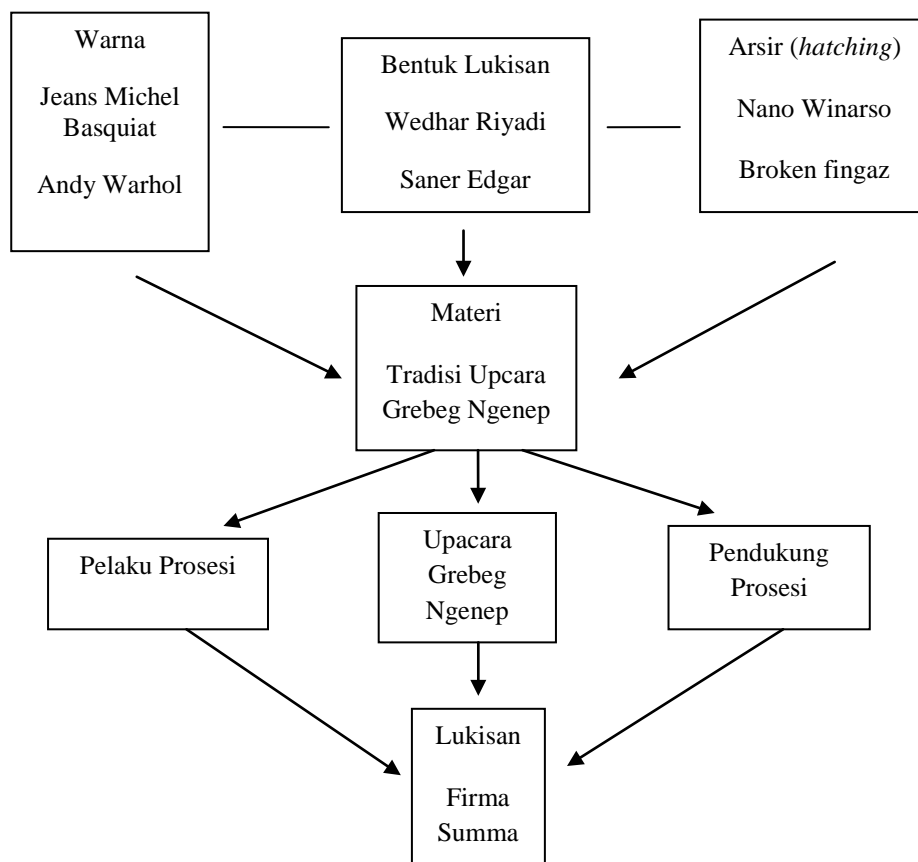 Warna
Jeans Michel
Basquiat
Andy Warhol
Bentuk Lukisan
Wedhar Riyadi
Saner Edgar
Arsir (hatching)
Nano Winarso
Broken fingaz
Materi
Tradisi Upcara
Grebeg Ngenep
Pelaku Prosesi
Upacara
Grebeg
Ngenep
Pendukung
Prosesi
Lukisan
Firma
Summa